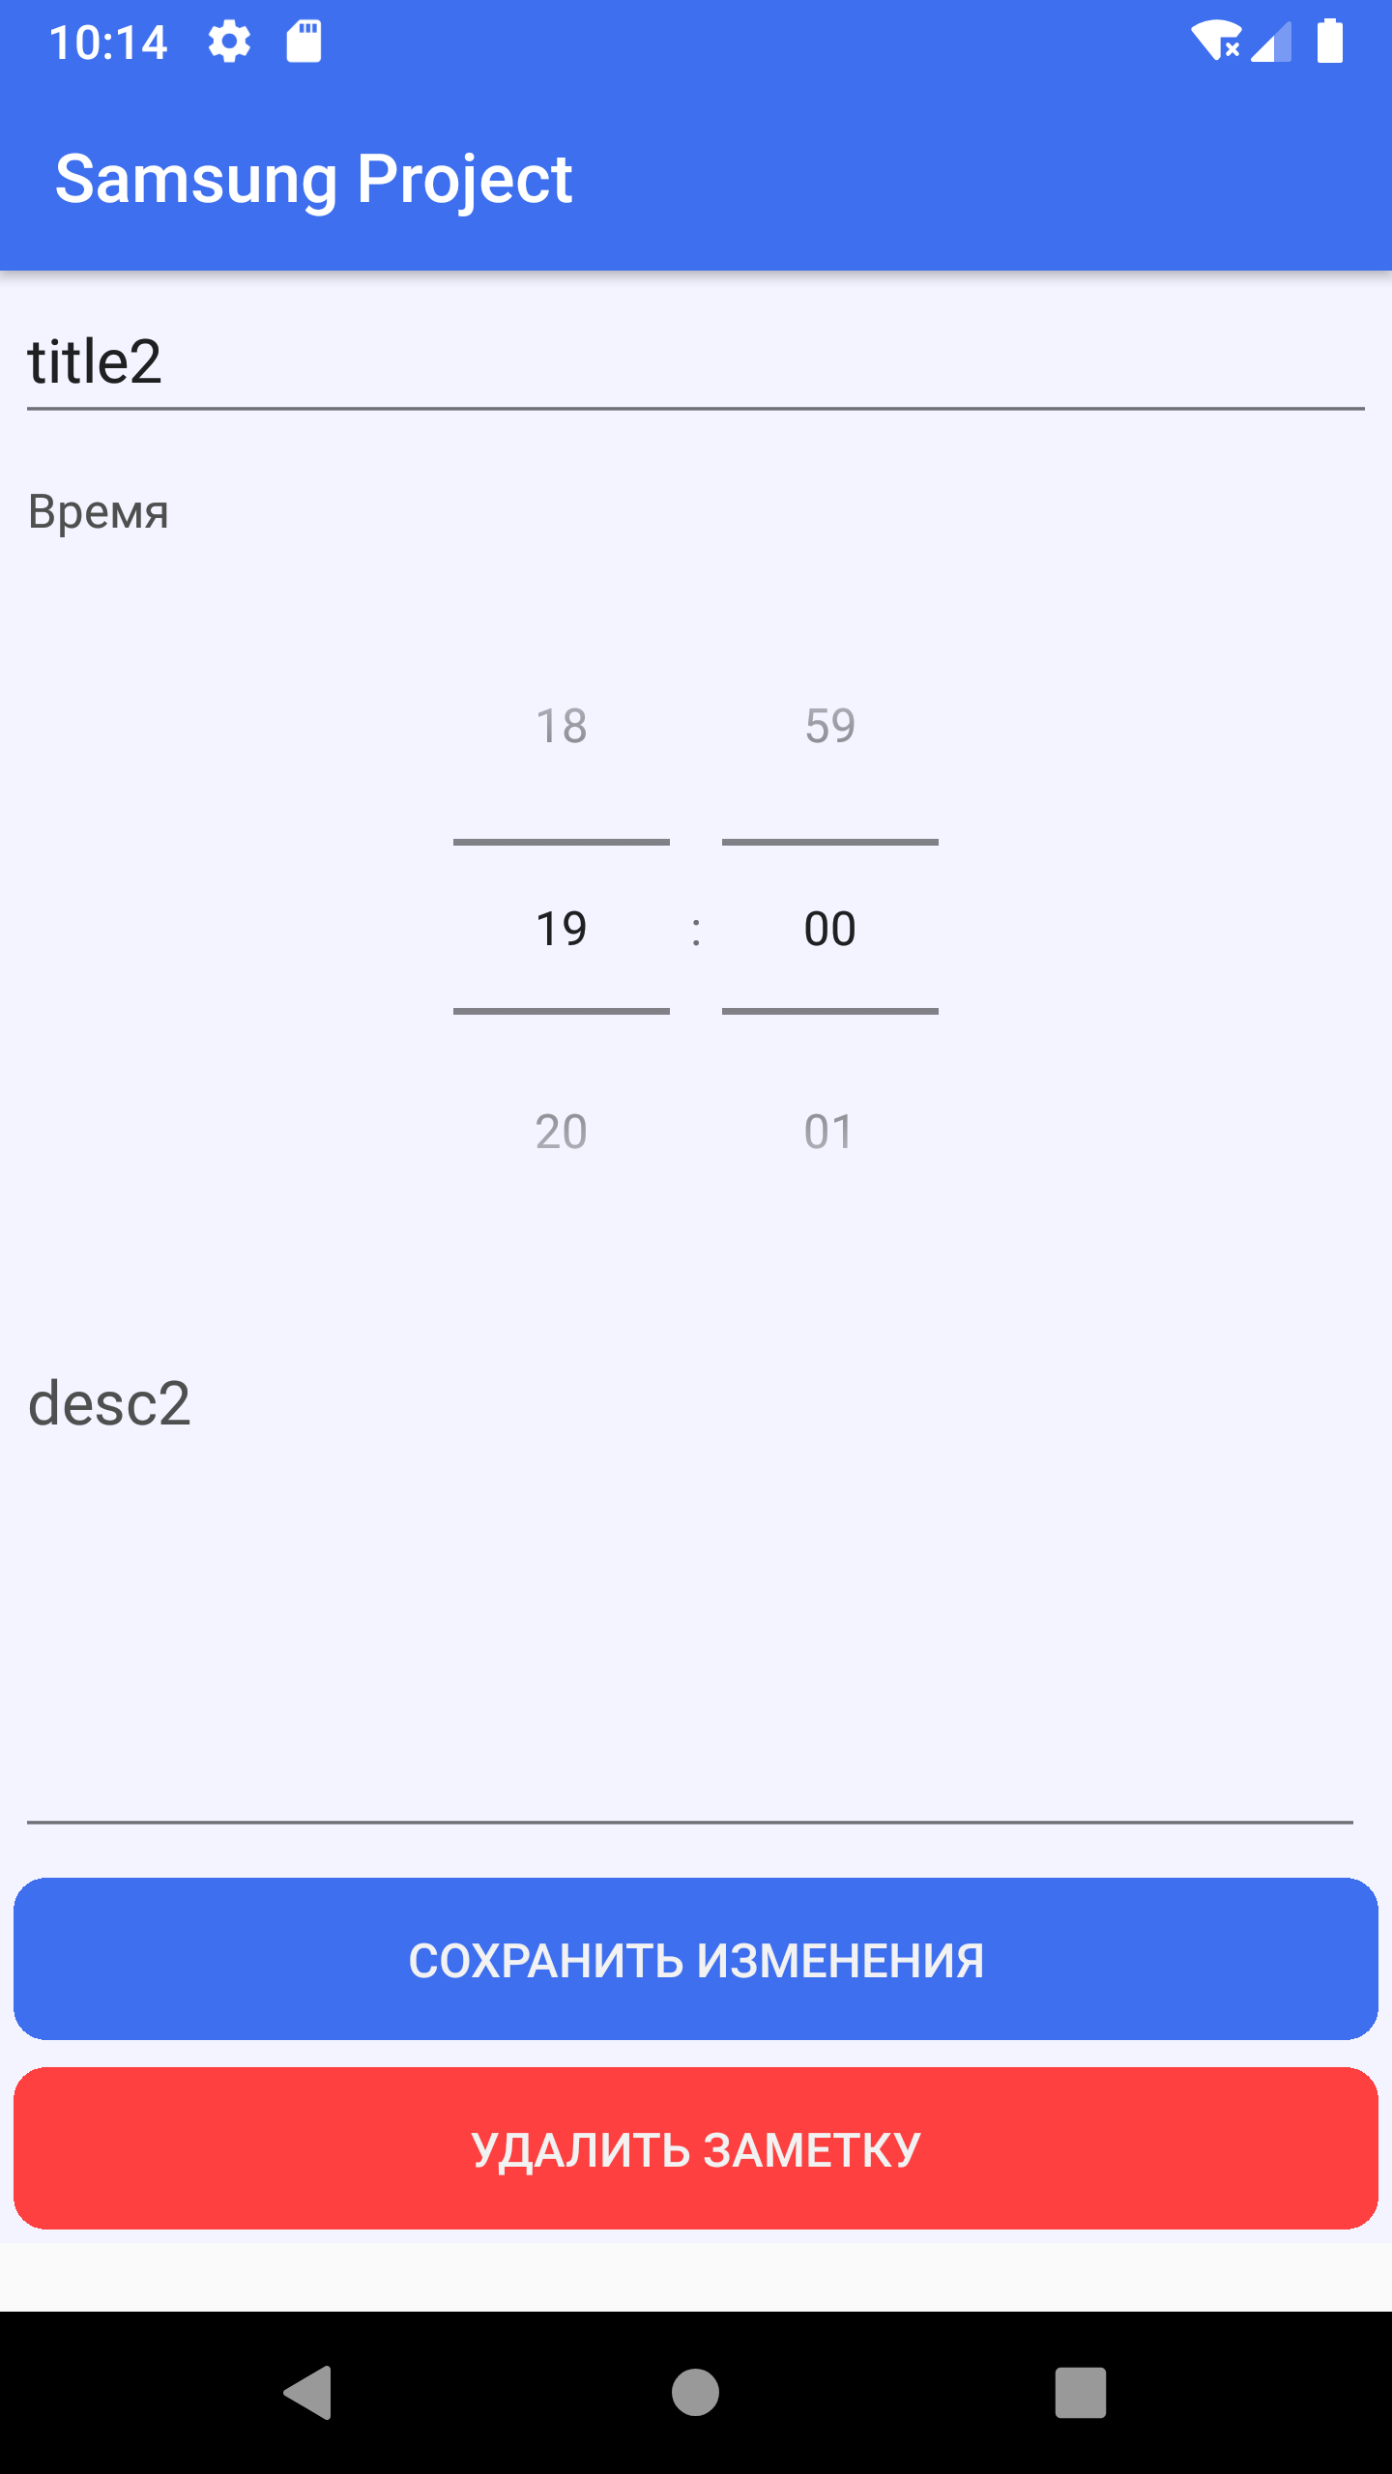 10:14
Samsung Project
title2
Время
18 59
19 : 00
20 01
desc2
СОХРАНИТЬ ИЗМЕНЕНИЯ
УДАЛИТЬ ЗАМЕТКУ